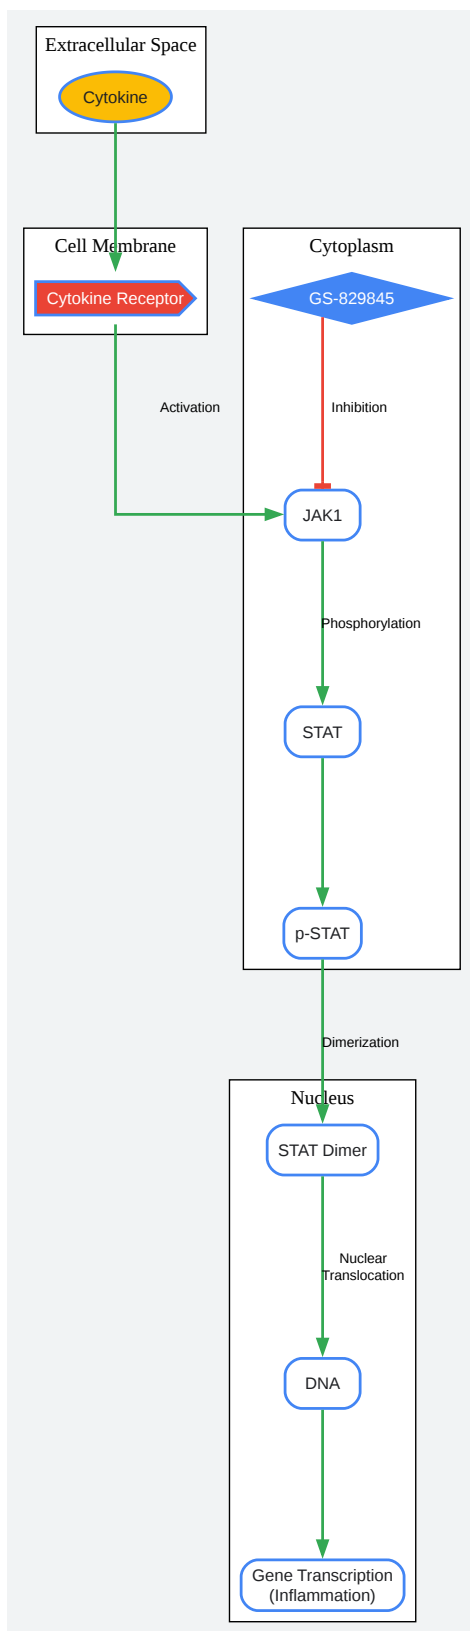 Extracellular Space
Cytokine
Cell Membrane
Cytokine Receptor
Cytoplasm
GS-829845
Activation
Inhibition
JAK1
Phosphorylation
STAT
p-STAT
Dimerization
Nucleus
STAT Dimer
Nuclear
Translocation
DNA
Gene Transcription
(Inflammation)